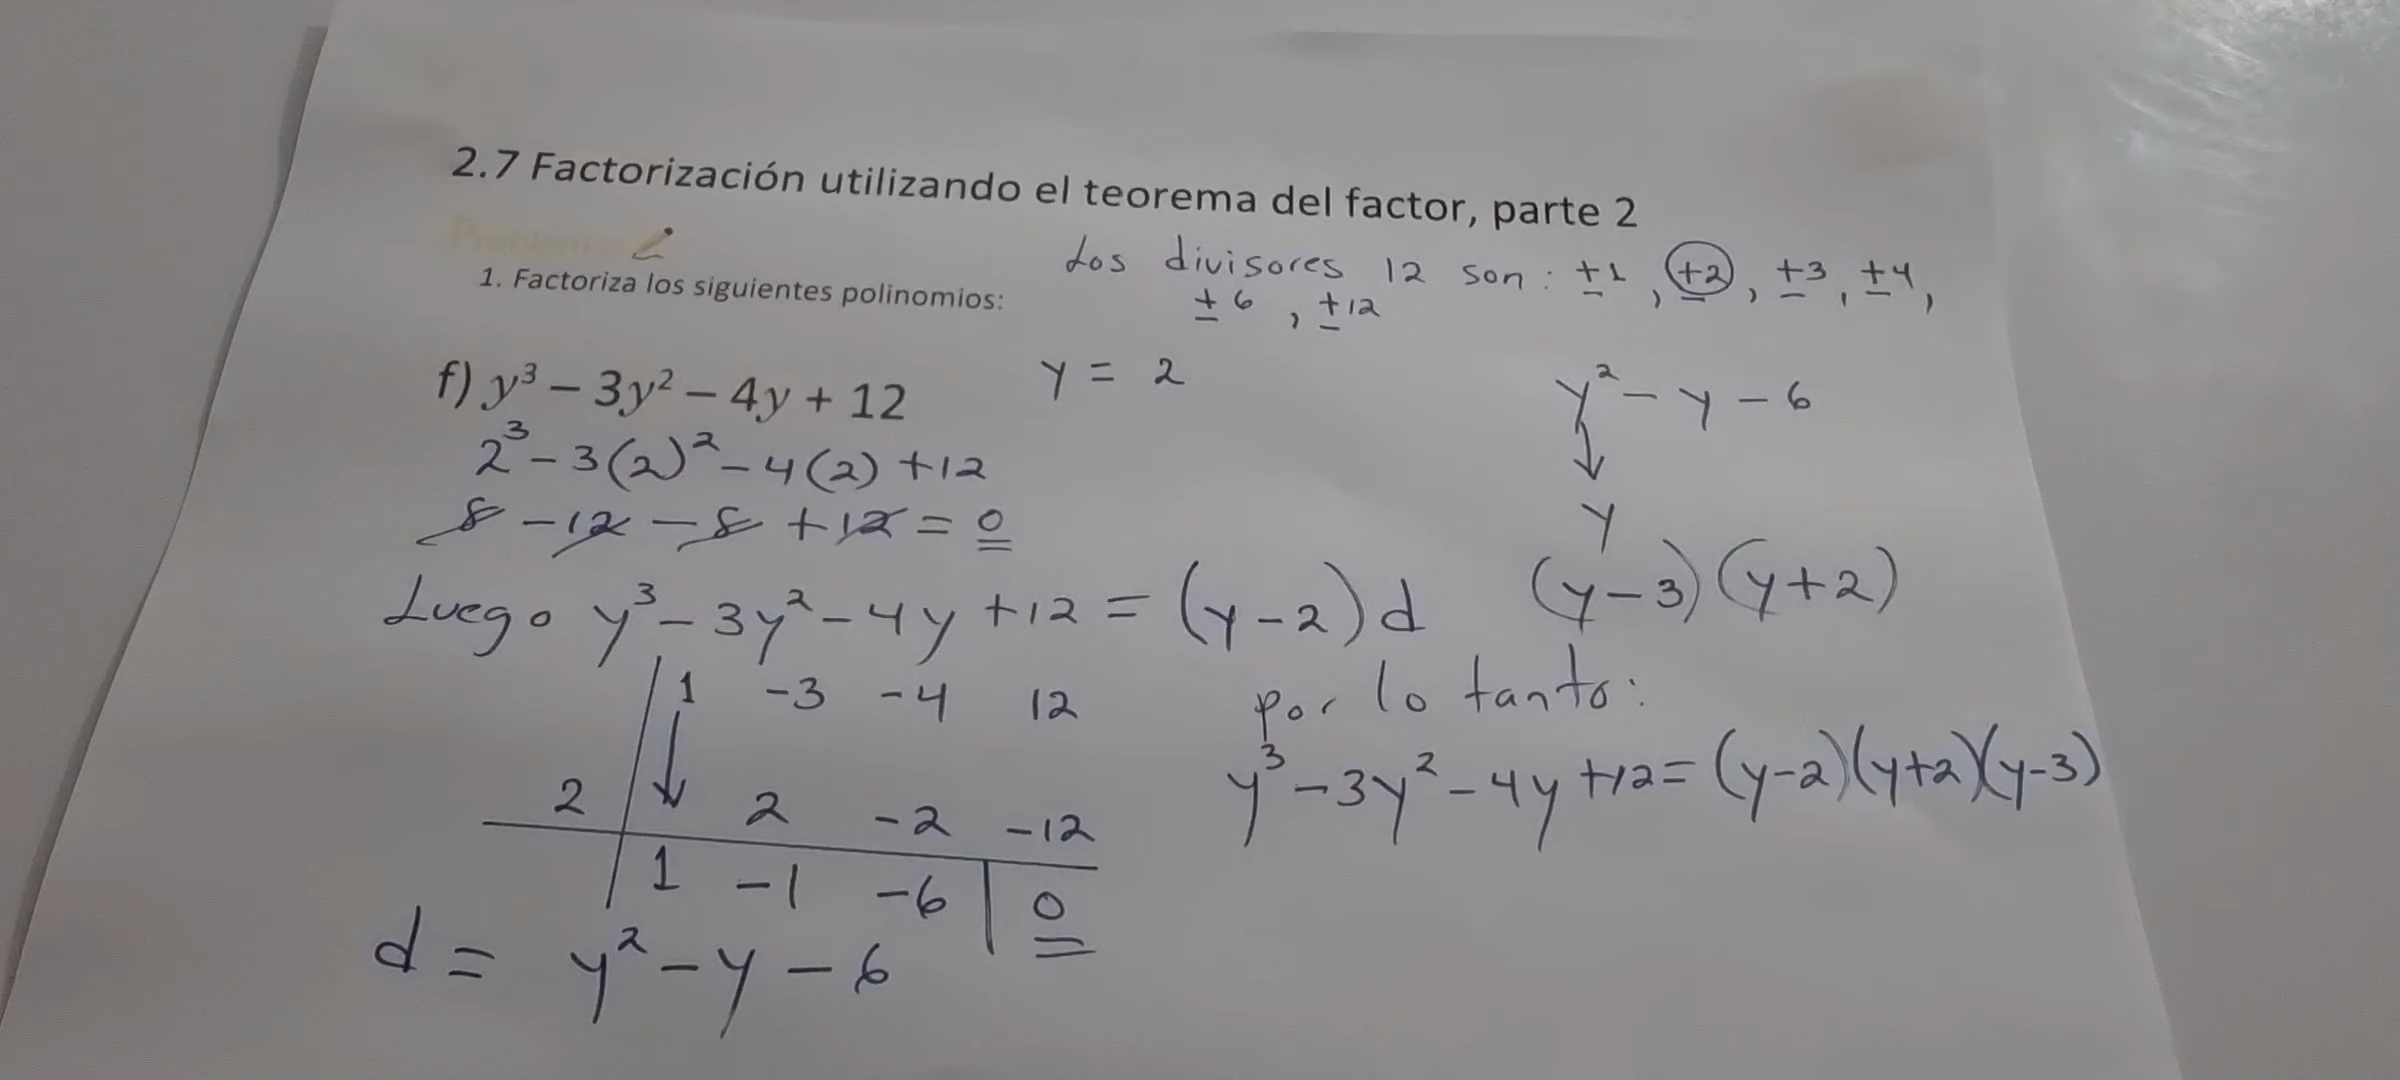 2.7 Factorización utilizando el teorema del factor, parte 2
Problemas
1. Factoriza los siguientes polinomios:
Los divisores 12 son: ±1, ±2, ±3, ±4,
±6, ±12
f) y³ – 3y² – 4y + 12
y = 2
2³ - 3(2)² - 4(2) + 12
8 - 12 - 8 + 12 = 0
Luego y³ - 3y² - 4y + 12 = (y - 2) d
1 -3 -4 12
2 2 -2 -12
1 -1 -6 0
d = y² - y - 6
y² - y - 6
y
(y - 3)(y + 2)
por lo tanto:
y³ - 3y² - 4y + 12 = (y-2)(y+2)(y-3)